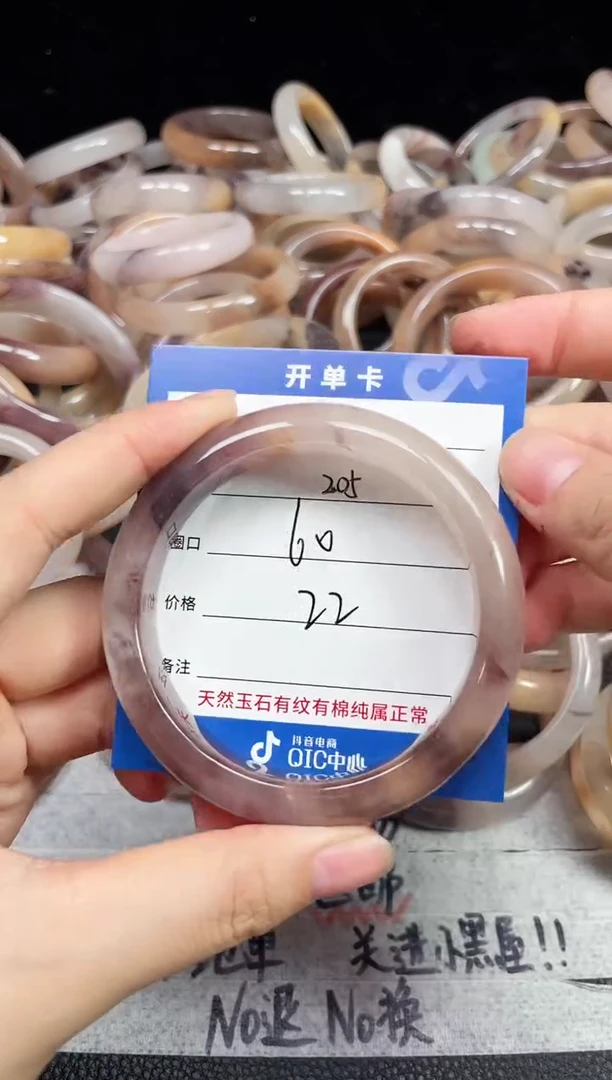 开单卡
205
圈口 60
价格 22
备注
天然玉石有纹有棉纯属正常
抖音电商
QIC中心
关进小黑屋!!
No退 No换